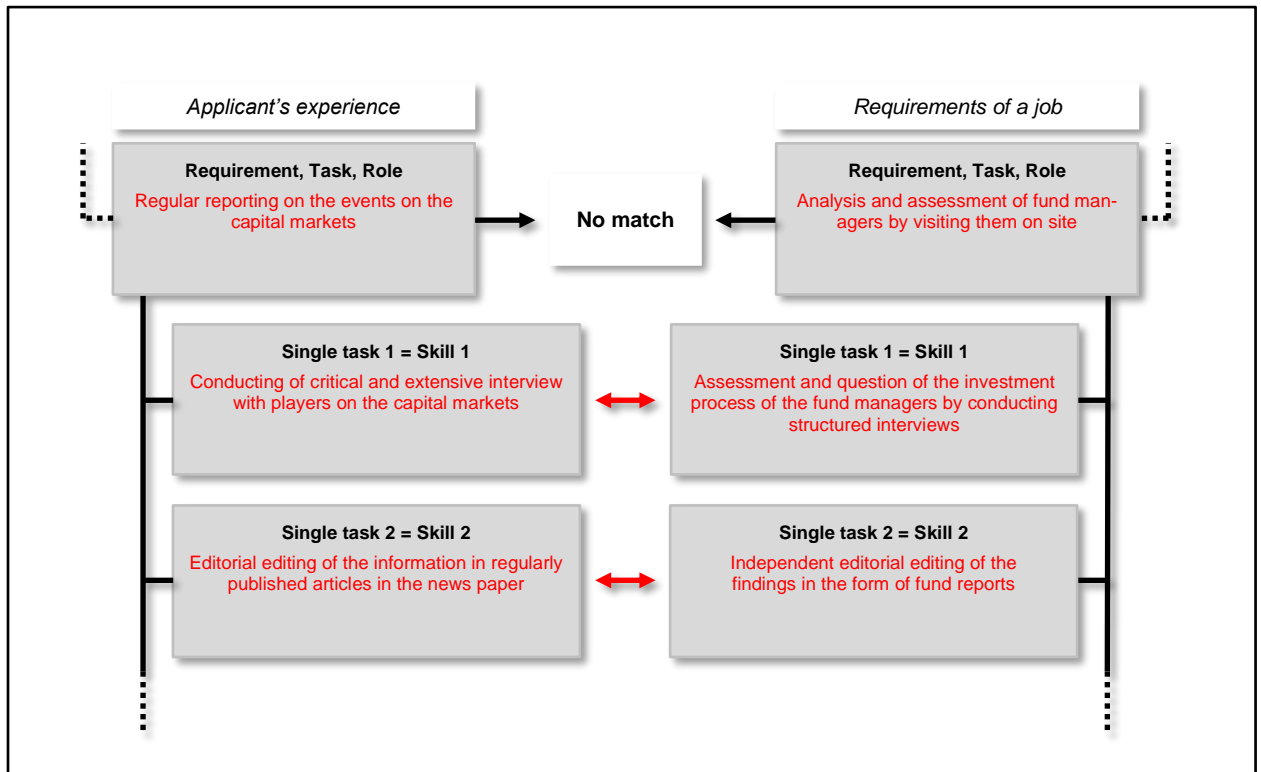 Applicant's experience
Requirements of a job
Requirement, Task, Role
Regular reporting on the events on the
capital markets
No match
Requirement, Task, Role
Analysis and assessment of fund man-
agers by visiting them on site
Single task 1 = Skill 1
Conducting of critical and extensive interview
with players on the capital markets
Single task 1 = Skill 1
Assessment and question of the investment
process of the fund managers by conducting
structured interviews
Single task 2 = Skill 2
Editorial editing of the information in regularly
published articles in the news paper
Single task 2 = Skill 2
Independent editorial editing of the
findings in the form of fund reports